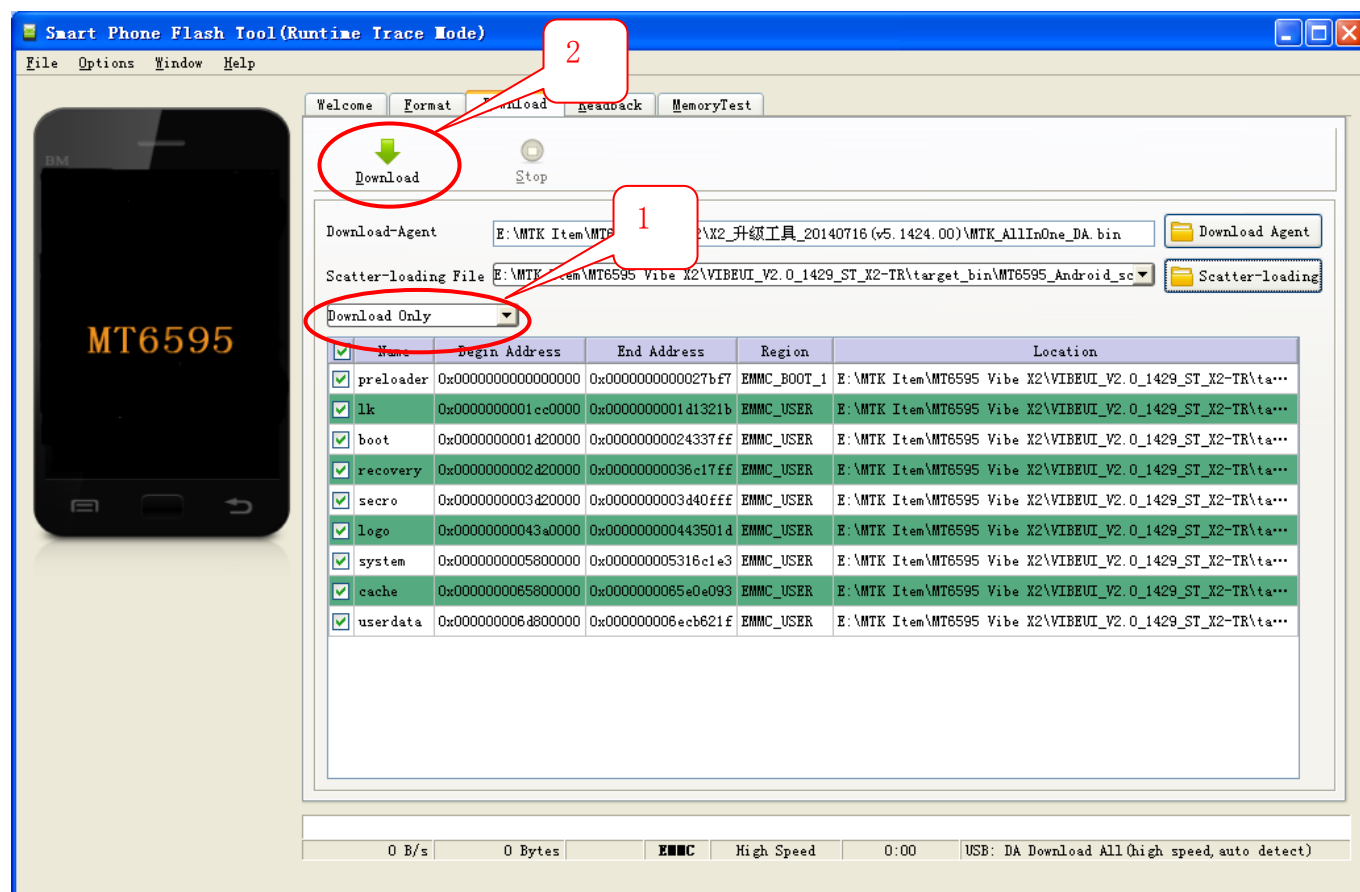 Smart Phone Flash Tool(Runtime Trace Mode)
File Options Window Help
2
Welcome Format Download Readback MemoryTest
BM
Download Stop
1
Download-Agent E:\MTK Item\ X2_升级工具_20140716(v5.1424.00)\MTK_AllInOne_DA.bin Download Agent
Scatter-loading File E:\MTK Item\MT6595 Vibe X2\VIBEUI_V2.0_1429_ST_X2-TR\target_bin\MT6595_Android_sc Scatter-loading
Download Only
MT6595
Name Begin Address End Address Region Location
preloader 0x0000000000000000 0x0000000000027bf7 EMMC_BOOT_1 E:\MTK Item\MT6595 Vibe X2\VIBEUI_V2.0_1429_ST_X2-TR\ta...
lk 0x0000000001cc0000 0x0000000001d1321b EMMC_USER E:\MTK Item\MT6595 Vibe X2\VIBEUI_V2.0_1429_ST_X2-TR\ta...
boot 0x0000000001d20000 0x00000000024337ff EMMC_USER E:\MTK Item\MT6595 Vibe X2\VIBEUI_V2.0_1429_ST_X2-TR\ta...
recovery 0x0000000002d20000 0x00000000036c17ff EMMC_USER E:\MTK Item\MT6595 Vibe X2\VIBEUI_V2.0_1429_ST_X2-TR\ta...
secro 0x0000000003d20000 0x0000000003d40fff EMMC_USER E:\MTK Item\MT6595 Vibe X2\VIBEUI_V2.0_1429_ST_X2-TR\ta...
logo 0x00000000043a0000 0x000000000443501d EMMC_USER E:\MTK Item\MT6595 Vibe X2\VIBEUI_V2.0_1429_ST_X2-TR\ta...
system 0x0000000005800000 0x000000005316c1e3 EMMC_USER E:\MTK Item\MT6595 Vibe X2\VIBEUI_V2.0_1429_ST_X2-TR\ta...
cache 0x0000000065800000 0x0000000065e0e093 EMMC_USER E:\MTK Item\MT6595 Vibe X2\VIBEUI_V2.0_1429_ST_X2-TR\ta...
userdata 0x000000006d800000 0x000000006ecb621f EMMC_USER E:\MTK Item\MT6595 Vibe X2\VIBEUI_V2.0_1429_ST_X2-TR\ta...
0 B/s 0 Bytes EMMC High Speed 0:00 USB: DA Download All(high speed,auto detect)